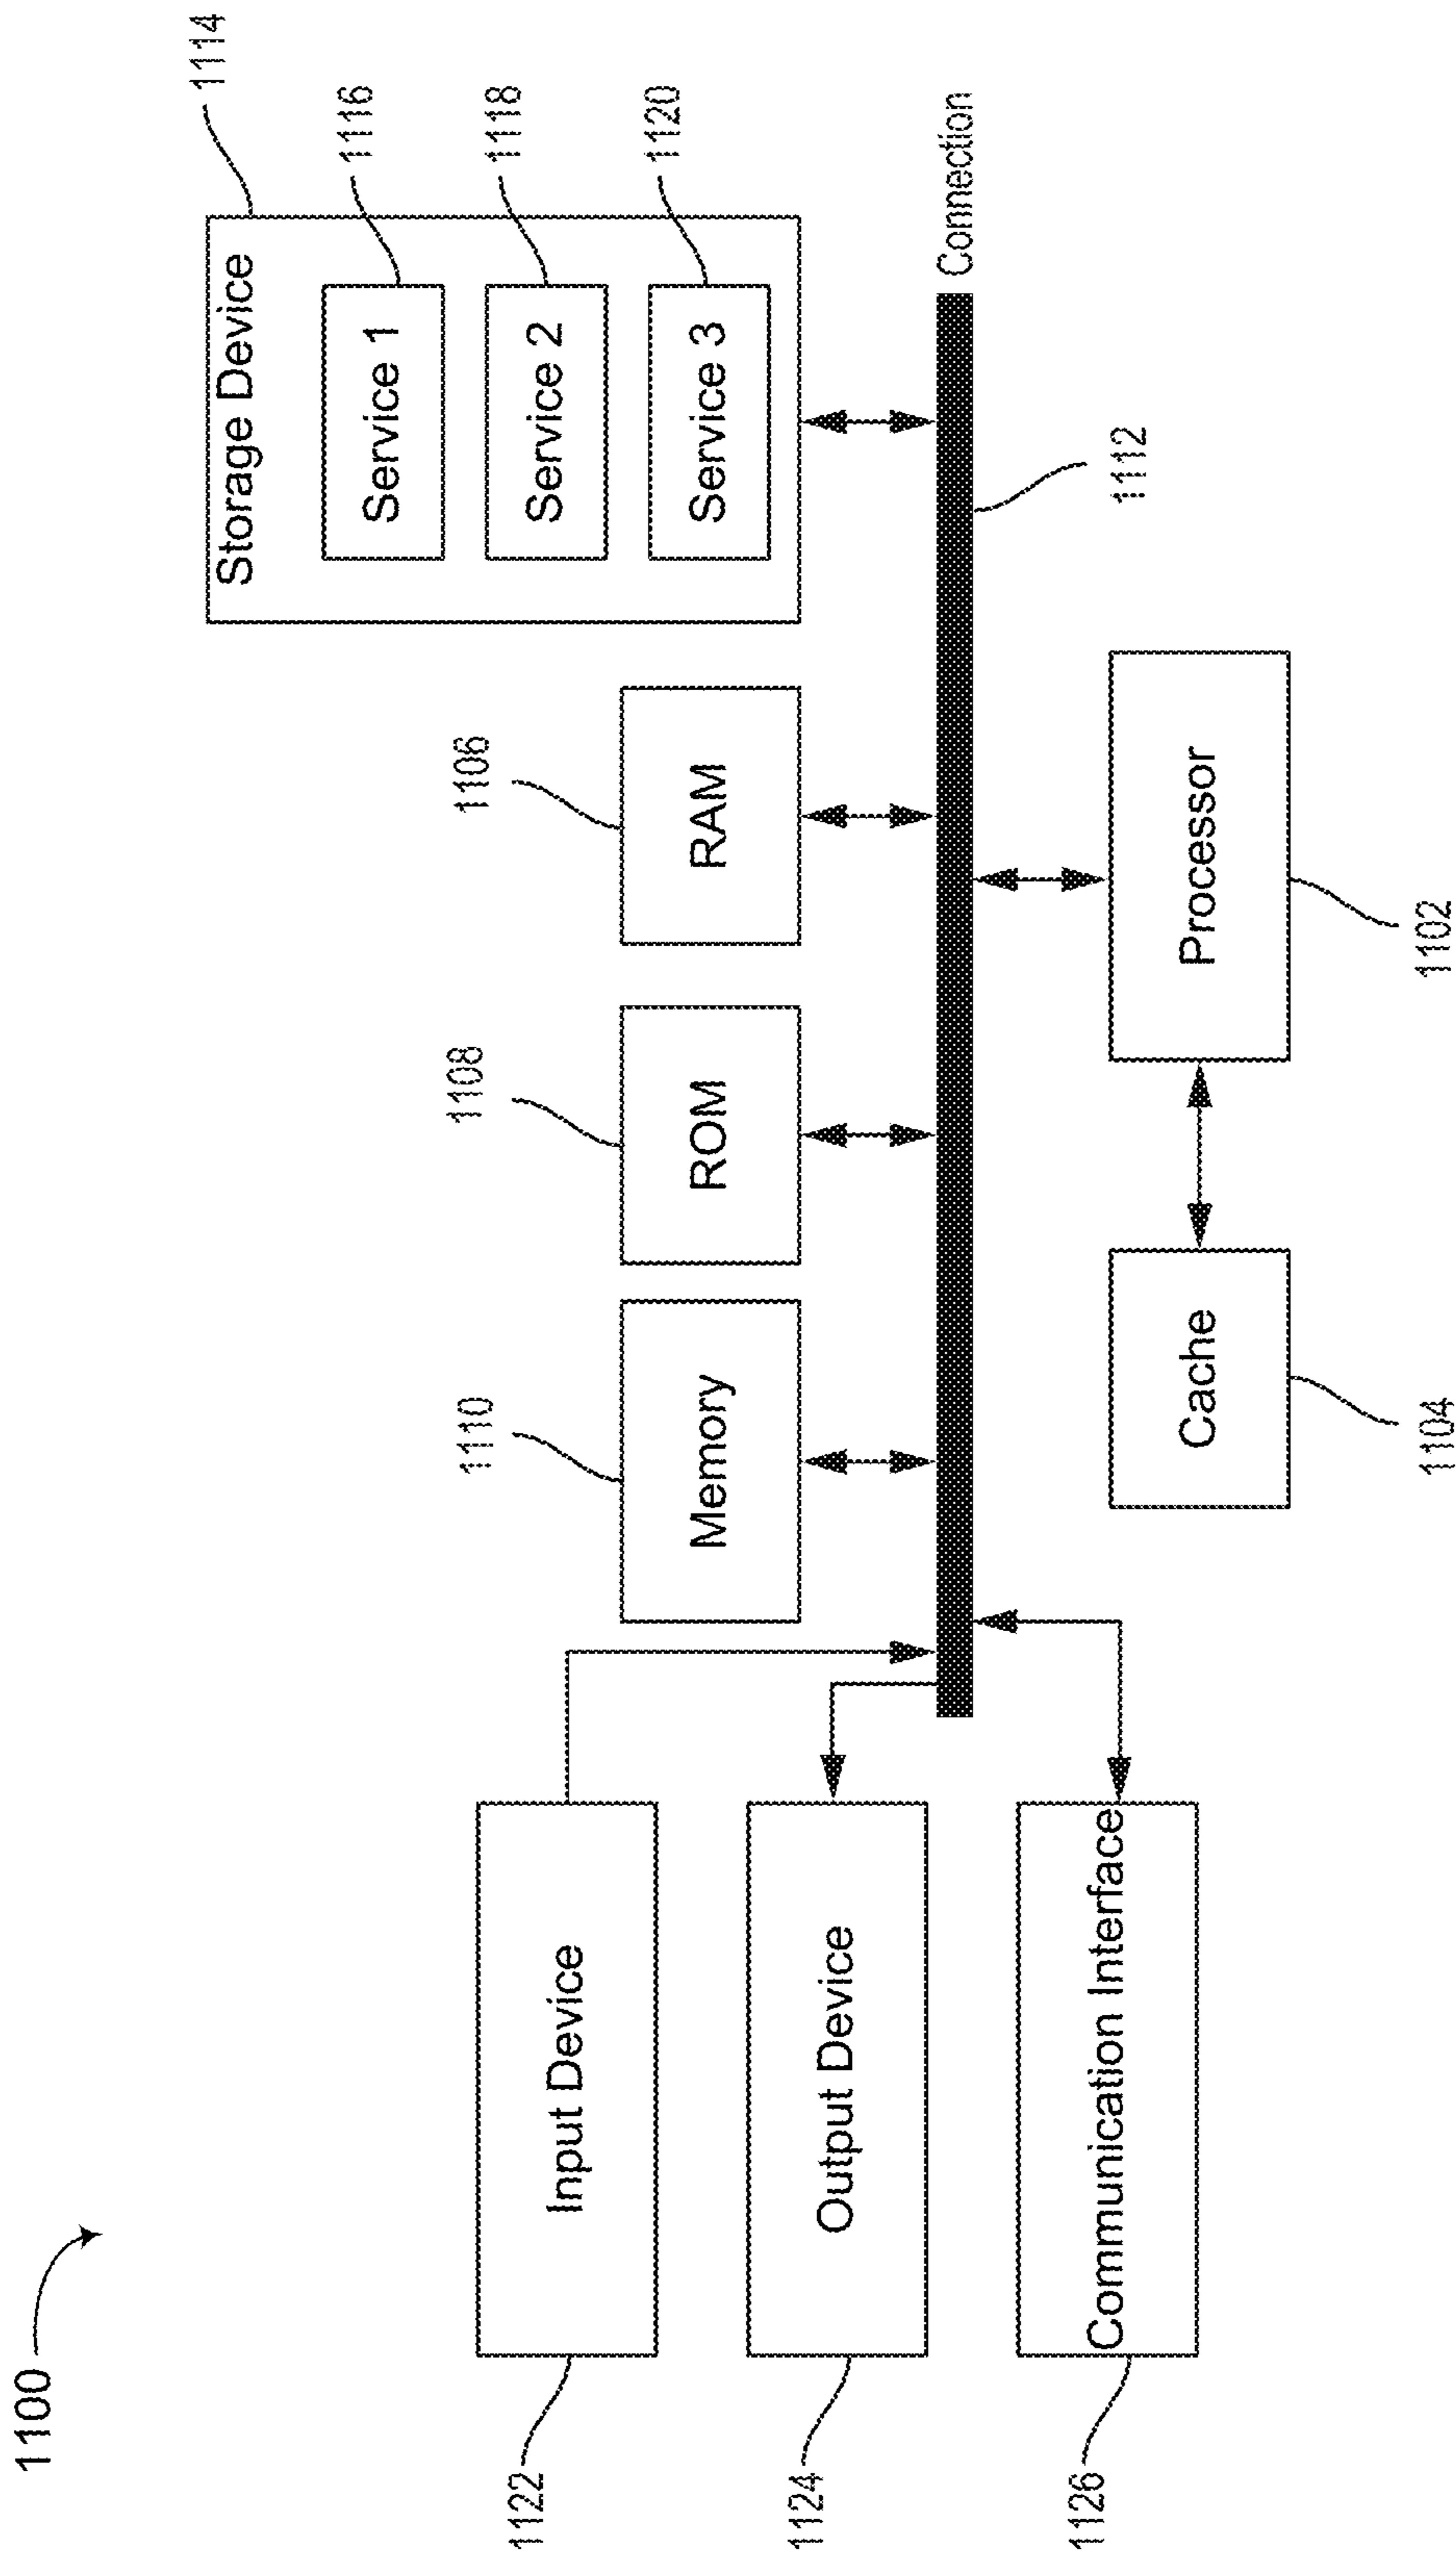 1100
Storage Device
1114
Service 1
1116
Service 2
1118
Service 3
1120
1110
1108
1106
Input Device
1122
Memory
ROM
RAM
Output Device
1124
Connection
1112
Communication Interface
1126
Cache
Processor
1104
1102